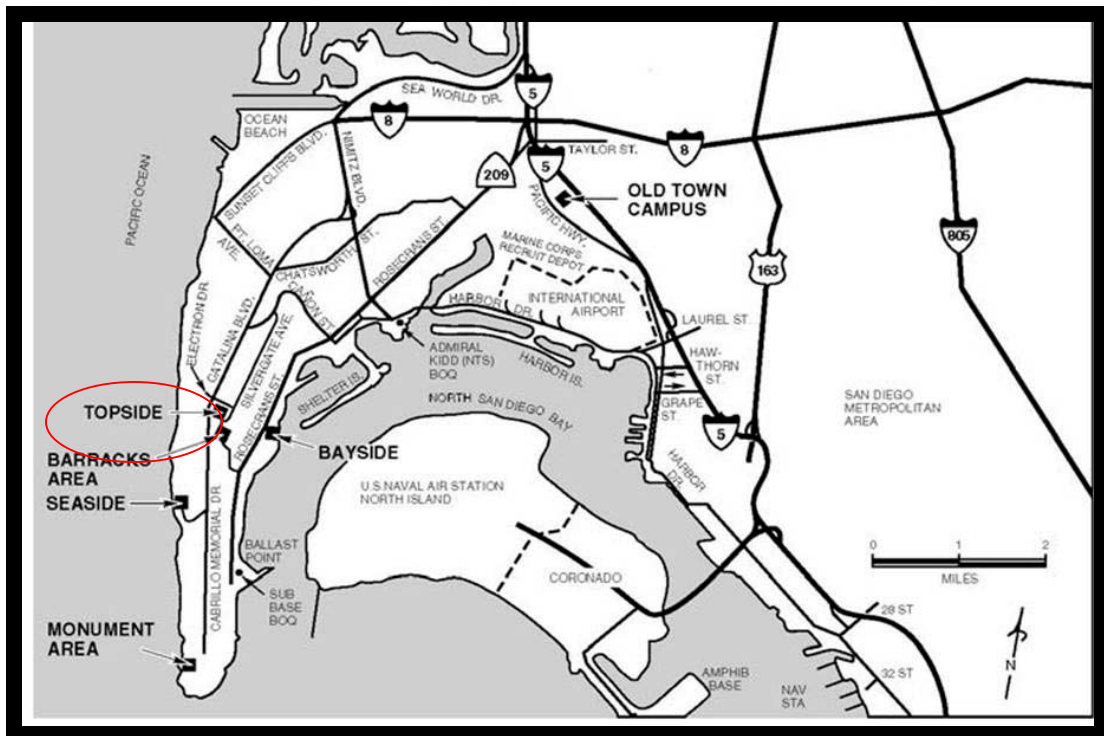 SEA WORLD DR.
5
OCEAN
BEACH
8
NIMITZ BLVD.
SUNSET CLIFFS BLVD.
TAYLOR ST.
5
8
209
PACIFIC OCEAN
PACIFIC HWY.
OLD TOWN
CAMPUS
PT. LOMA
AVE.
CHATSWORTH ST.
ROSECRANS ST.
MARINE CORPS
RECRUIT DEPOT
805
163
CANON ST.
HARBOR DR.
INTERNATIONAL
AIRPORT
ELECTRON DR.
CATALINA BLVD.
SILVERGATE AVE.
LAUREL ST.
ADMIRAL
KIDD (NTS)
BOQ
HARBOR IS.
HAW-
THORN
ST.
SHELTER IS.
ROSECRANS ST.
NORTH SAN DIEGO BAY
GRAPE
ST.
SAN DIEGO
METROPOLITAN
AREA
TOPSIDE
5
BARRACKS
AREA
BAYSIDE
HARBOR
DR.
SEASIDE
U.S. NAVAL AIR STATION
NORTH ISLAND
CABRILLO MEMORIAL DR.
BALLAST
POINT
0 1 2
MILES
CORONADO
SUB
BASE
BOQ
28 ST
MONUMENT
AREA
N
AMPHIB
BASE
32 ST
NAV
STA